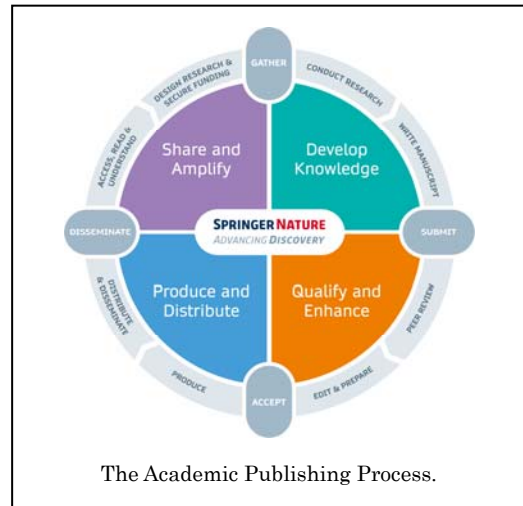 GATHER
DESIGN RESEARCH &
SECURE FUNDING
CONDUCT RESEARCH
ACCESS, READ &
UNDERSTAND
WRITE MANUSCRIPT
Share and
Amplify
Develop
Knowledge
DISSEMINATE
SPRINGER NATURE
ADVANCING DISCOVERY
SUBMIT
Produce and
Distribute
Qualify and
Enhance
DISTRIBUTE
& DISSEMINATE
PEER REVIEW
PRODUCE
EDIT & PREPARE
ACCEPT
The Academic Publishing Process.